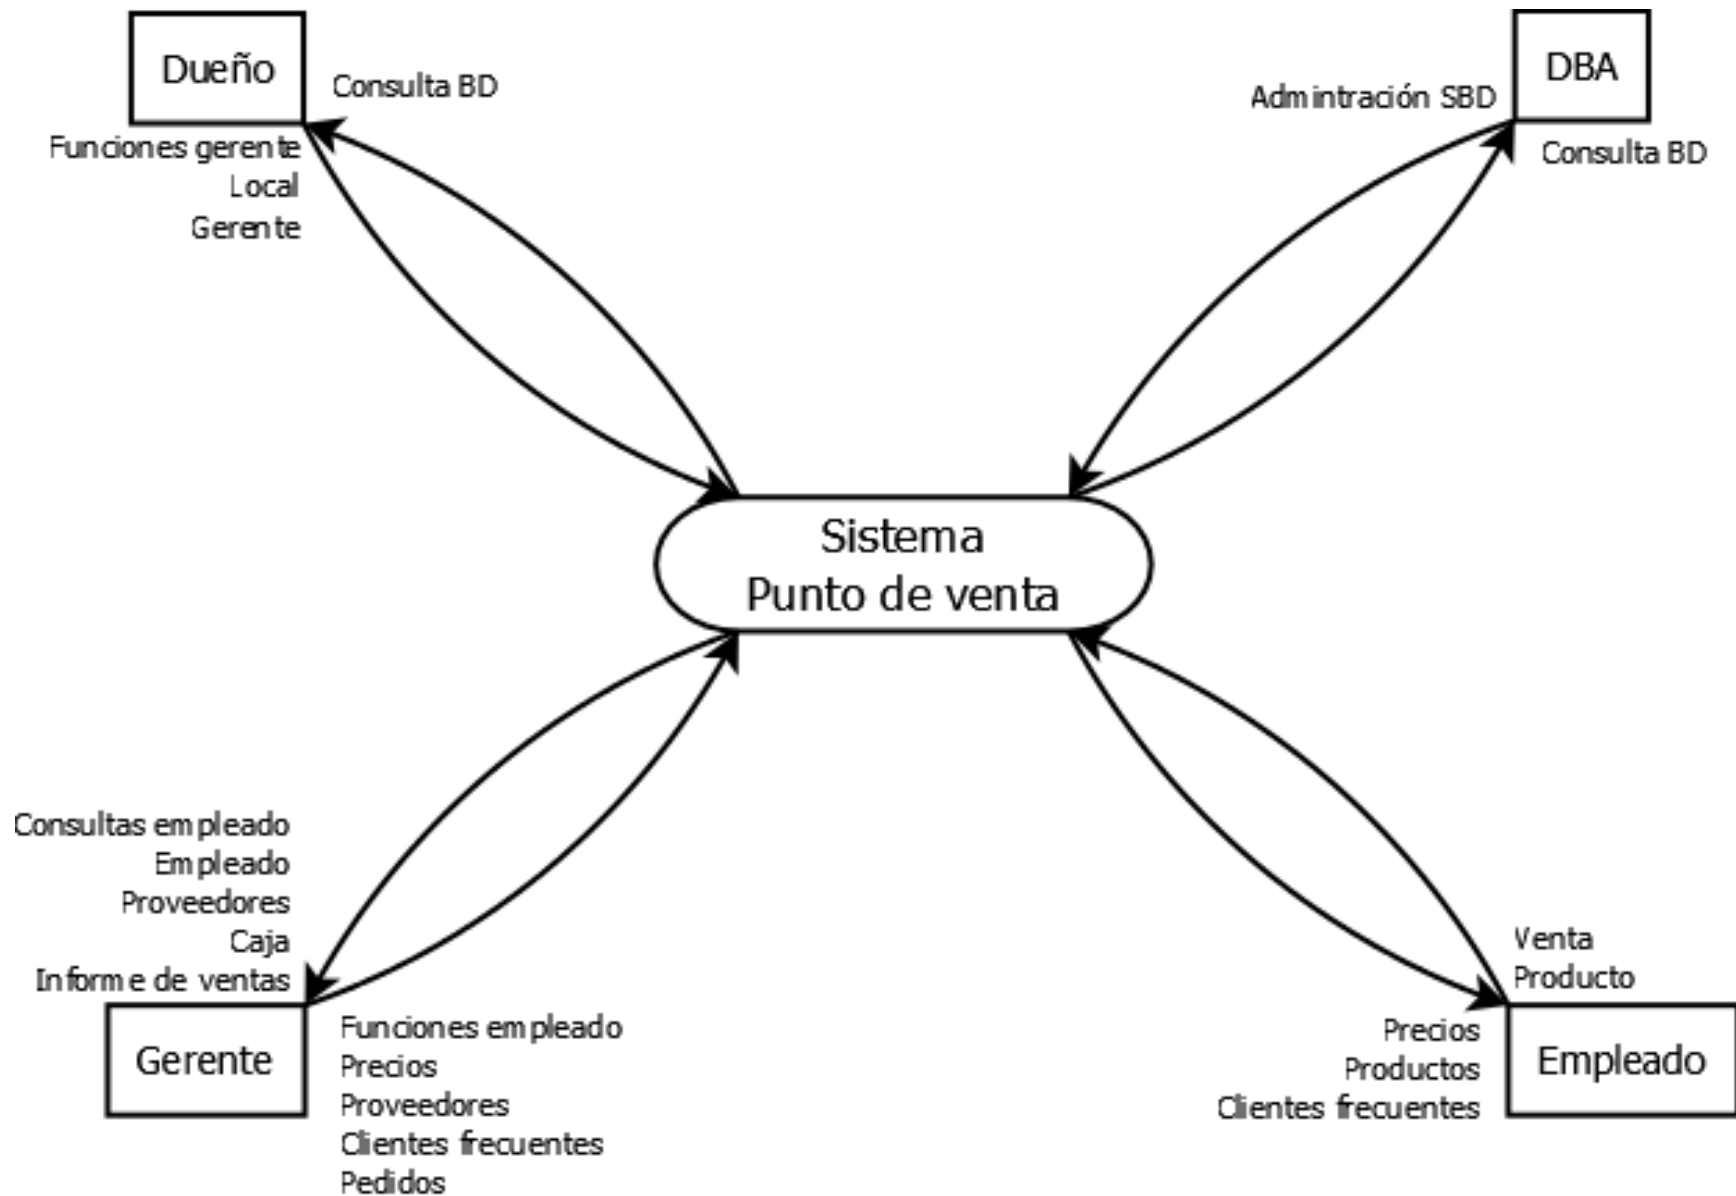 Dueño
Consulta BD
Funciones gerente
Local
Gerente
DBA
Admintración SBD
Consulta BD
Sistema
Punto de venta
Consultas empleado
Empleado
Proveedores
Caja
Informe de ventas
Gerente
Funciones empleado
Precios
Proveedores
Clientes frecuentes
Pedidos
Venta
Producto
Precios
Productos
Clientes frecuentes
Empleado